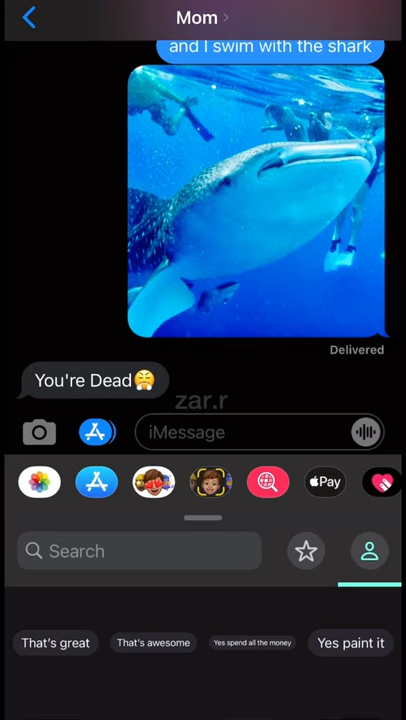 Mom
and I swim with the shark
Delivered
You're Dead😤
zar.r
iMessage
Pay
Search
That's great
That's awesome
Yes spend all the money
Yes paint it